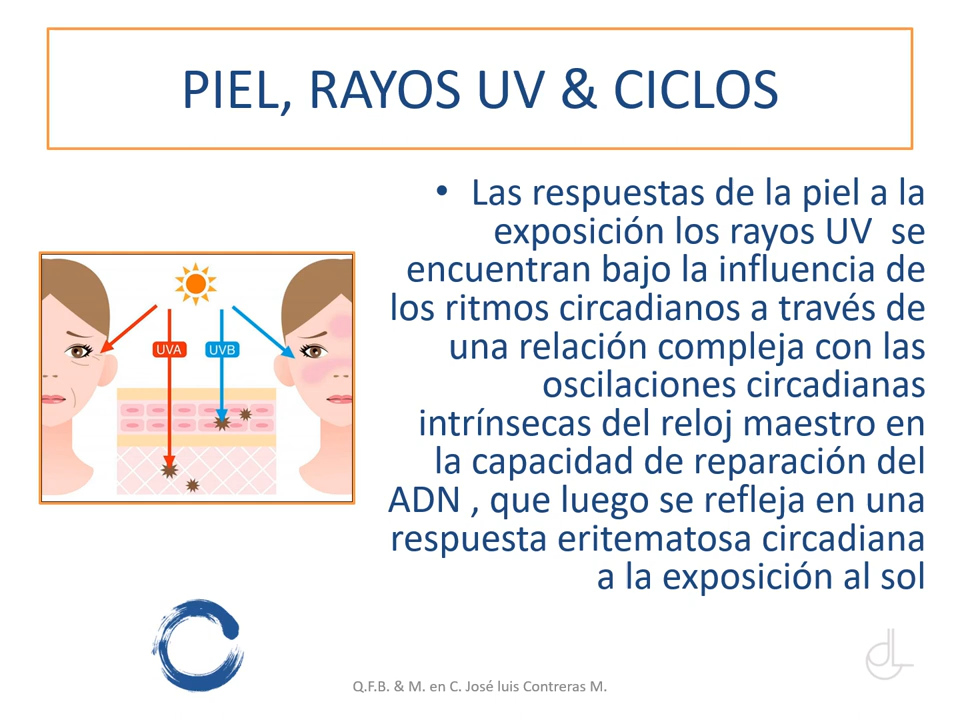 PIEL, RAYOS UV & CICLOS
• Las respuestas de la piel a la
exposición los rayos UV se
encuentran bajo la influencia de
los ritmos circadianos a través de
una relación compleja con las
oscilaciones circadianas
intrínsecas del reloj maestro en
la capacidad de reparación del
ADN , que luego se refleja en una
respuesta eritematosa circadiana
a la exposición al sol
UVA UVB
Q.F.B. & M. en C. José luis Contreras M.